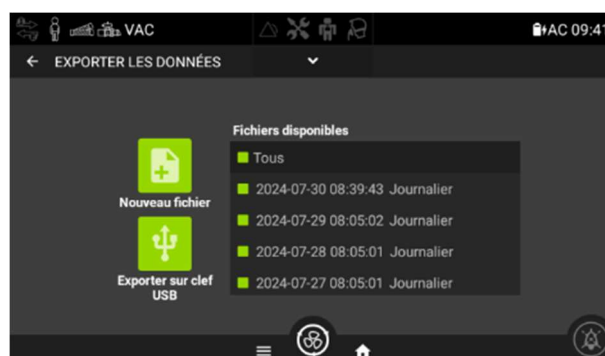 VAC
AC 09:41
EXPORTER LES DONNÉES
Fichiers disponibles
Tous
2024-07-30 08:39:43 Journalier
2024-07-29 08:05:02 Journalier
2024-07-28 08:05:01 Journalier
2024-07-27 08:05:01 Journalier
Nouveau fichier
Exporter sur clef
USB